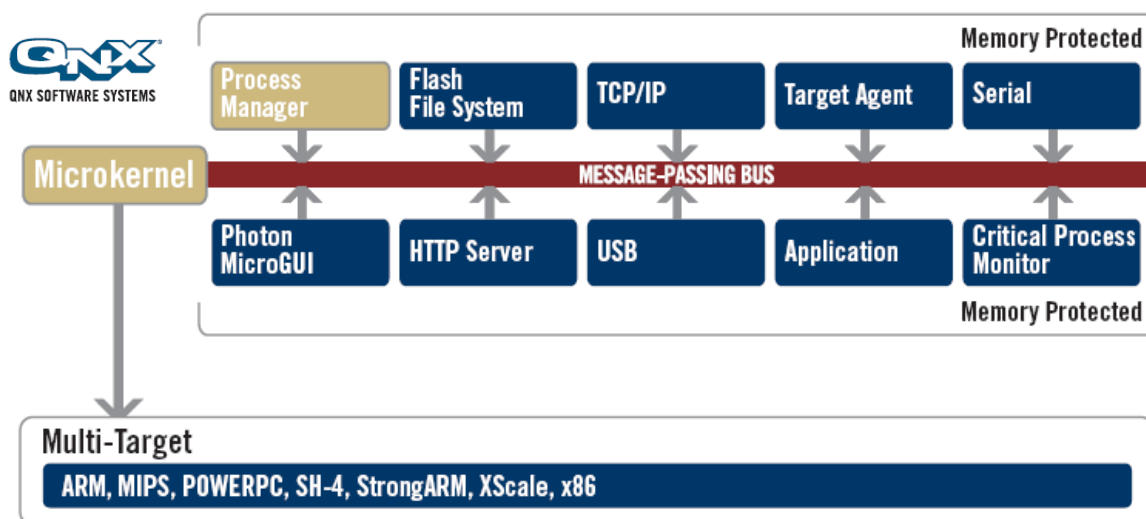 QNX
QNX SOFTWARE SYSTEMS
Memory Protected
Process
Manager
Flash
File System
TCP/IP
Target Agent
Serial
Microkernel
MESSAGE-PASSING BUS
Photon
MicroGUI
HTTP Server
USB
Application
Critical Process
Monitor
Memory Protected
Multi-Target
ARM, MIPS, POWERPC, SH-4, StrongARM, XScale, x86